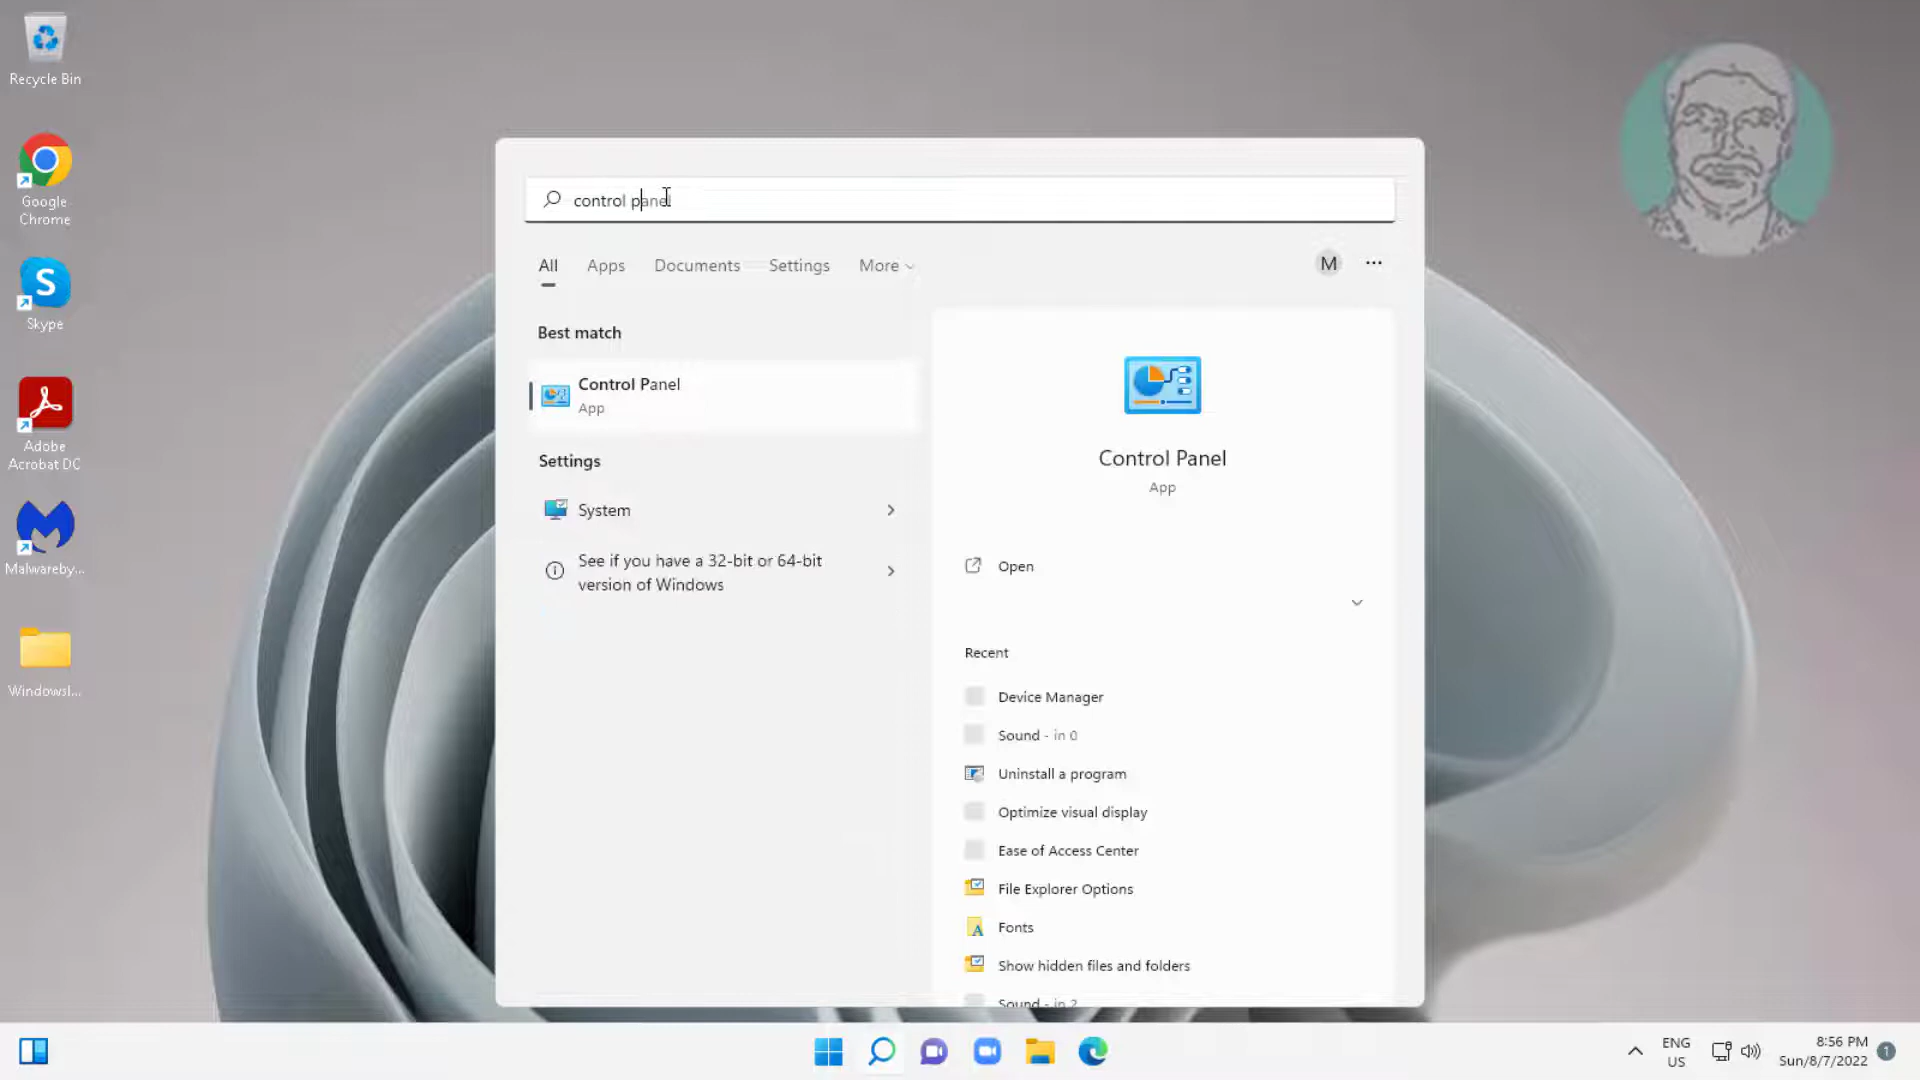 Recycle Bin
Google
Chrome
Skype
Adobe
Acrobat DC
Malwareby...
WindowsI...
control panel
All
Apps
Documents
Settings
More
M
Best match
Control Panel
App
Settings
System
See if you have a 32-bit or 64-bit
version of Windows
Control Panel
App
Open
Recent
Device Manager
Sound - in 0
Uninstall a program
Optimize visual display
Ease of Access Center
File Explorer Options
Fonts
Show hidden files and folders
Sound - in 2
ENG
US
8:56 PM
Sun/8/7/2022
1